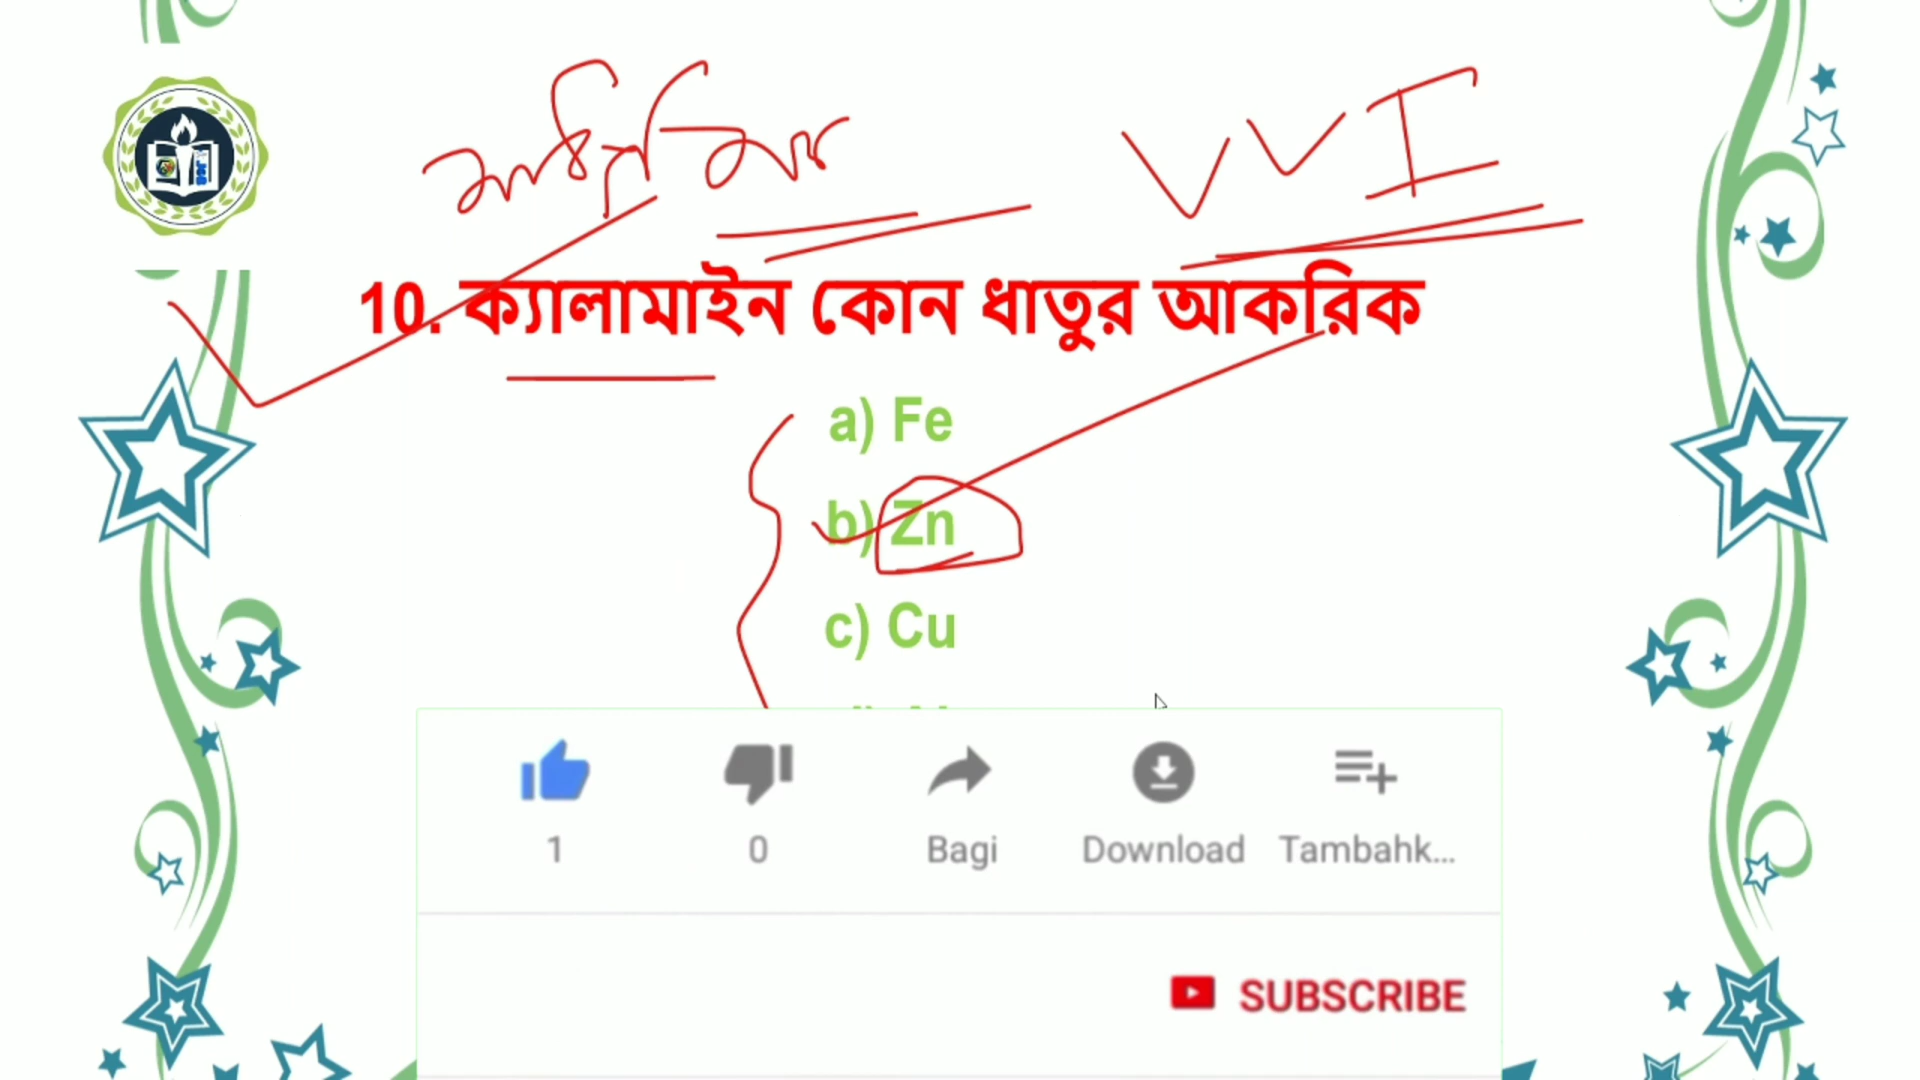 VVI
10. ক্যালামাইন কোন ধাতুর আকরিক
a) Fe
b) Zn
c) Cu
1
0
Bagi
Download
Tambahk...
SUBSCRIBE